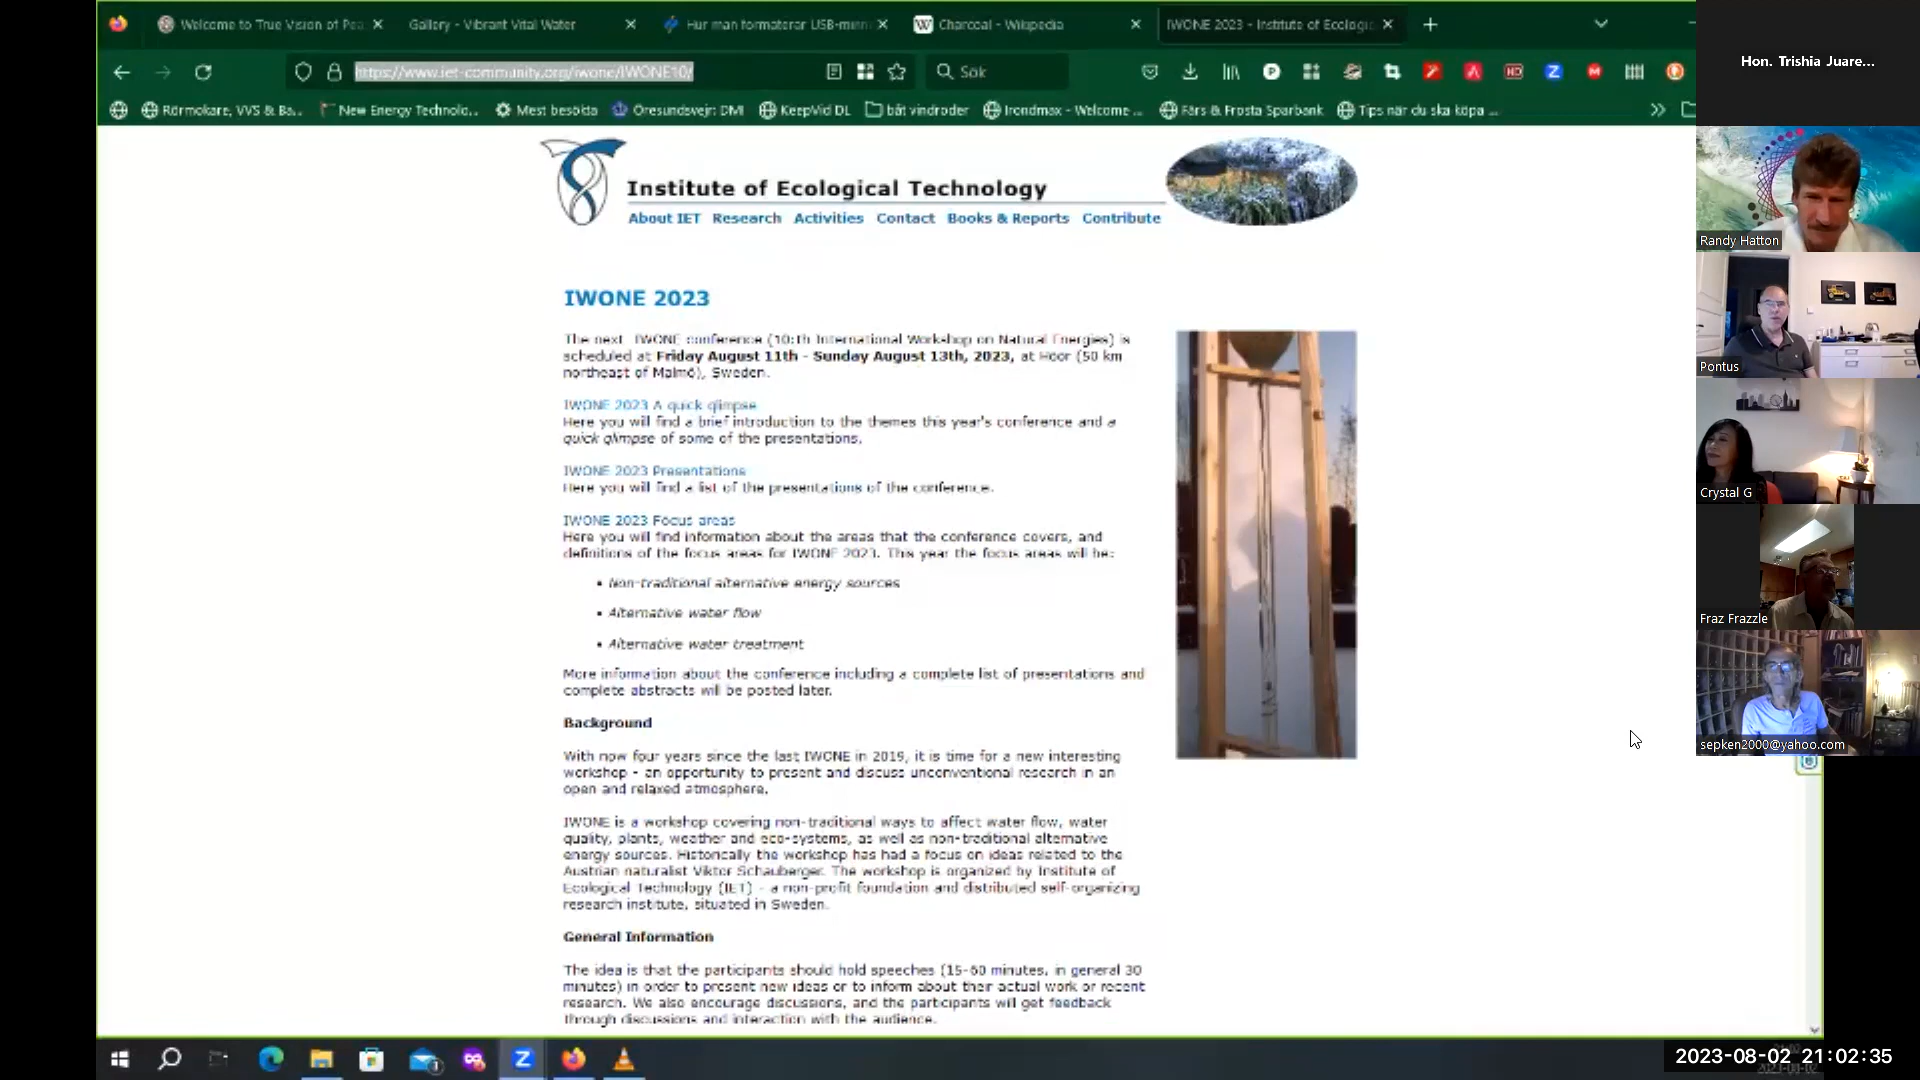 Welcome to True Vision of Pea
Gallery - Vibrant Vital Water
Hur man formaterar USB-minn
Charcoal - Wikipedia
IWONE 2023 - Institute of Ecologic
https://www.iet-community.org/iwone/IWONE10/
Sök
Rörmokare, VVS & Ba...
New Energy Technolo...
Mest besökta
Öresundsvejr: DMI
KeepVid DL
båt vindroder
Irondmax - Welcome ...
Färs & Frosta Sparbank
Tips när du ska köpa ...
Institute of Ecological Technology
About IET Research Activities Contact Books & Reports Contribute
IWONE 2023
The next IWONE conference (10:th International Workshop on Natural Energies) is
scheduled at Friday August 11th - Sunday August 13th, 2023, at Höör (50 km
northeast of Malmö), Sweden.
IWONE 2023 A quick glimpse
Here you will find a brief introduction to the themes this year's conference and a
quick glimpse of some of the presentations.
IWONE 2023 Presentations
Here you will find a list of the presentations of the conference.
IWONE 2023 Focus areas
Here you will find information about the areas that the conference covers, and
definitions of the focus areas for IWONE 2023. This year the focus areas will be:
• Non-traditional alternative energy sources
• Alternative water flow
• Alternative water treatment
More information about the conference including a complete list of presentations and
complete abstracts will be posted later.
Background
With now four years since the last IWONE in 2019, it is time for a new interesting
workshop - an opportunity to present and discuss unconventional research in an
open and relaxed atmosphere.
IWONE is a workshop covering non-traditional ways to affect water flow, water
quality, plants, weather and eco-systems, as well as non-traditional alternative
energy sources. Historically the workshop has had a focus on ideas related to the
Austrian naturalist Viktor Schauberger. The workshop is organized by Institute of
Ecological Technology (IET) - a non-profit foundation and distributed self-organizing
research institute, situated in Sweden.
General Information
The idea is that the participants should hold speeches (15-60 minutes, in general 30
minutes) in order to present new ideas or to inform about their actual work or recent
research. We also encourage discussions, and the participants will get feedback
through discussions and interaction with the audience.
Hon. Trishia Juare...
Randy Hatton
Pontus
Crystal G
Fraz Frazzle
sepken2000@yahoo.com
2023-08-02 21:02:35